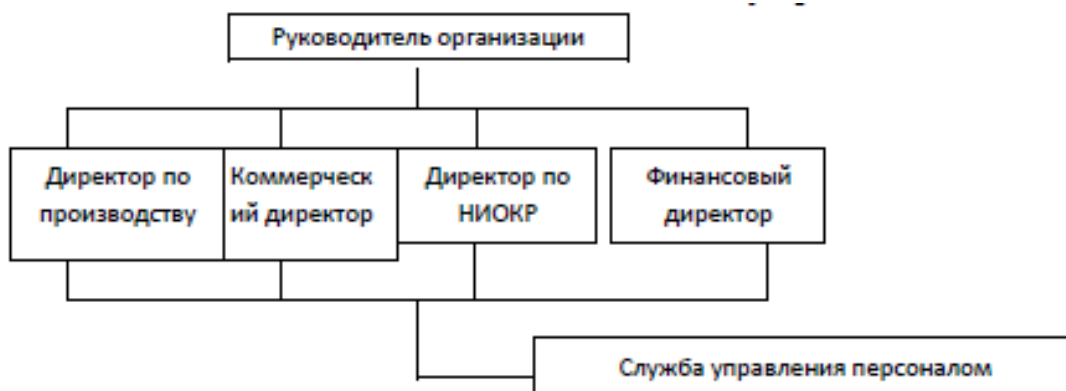 Руководитель организации
Директор по
производству
Коммерческ
ий директор
Директор по
НИОКР
Финансовый
директор
Служба управления персоналом